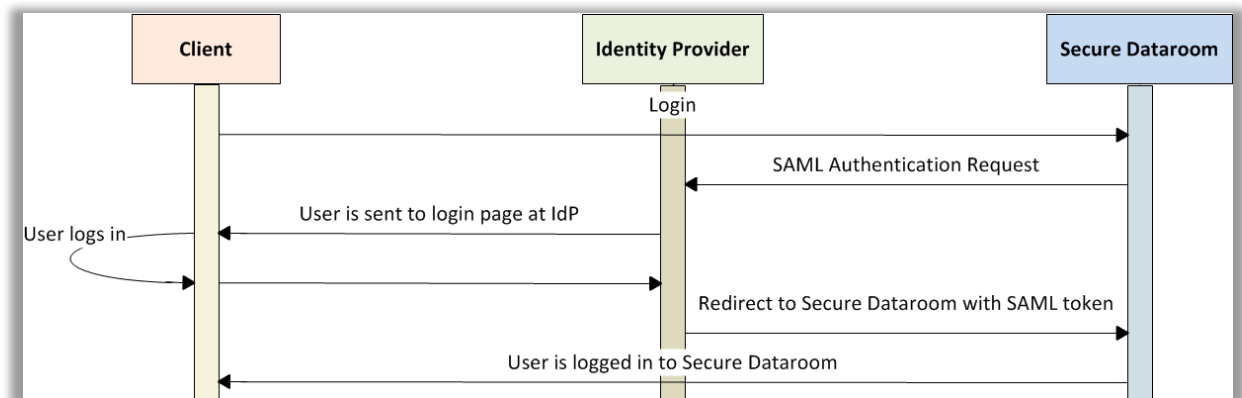 Client
Identity Provider
Secure Dataroom
Login
SAML Authentication Request
User is sent to login page at IdP
User logs in
Redirect to Secure Dataroom with SAML token
User is logged in to Secure Dataroom